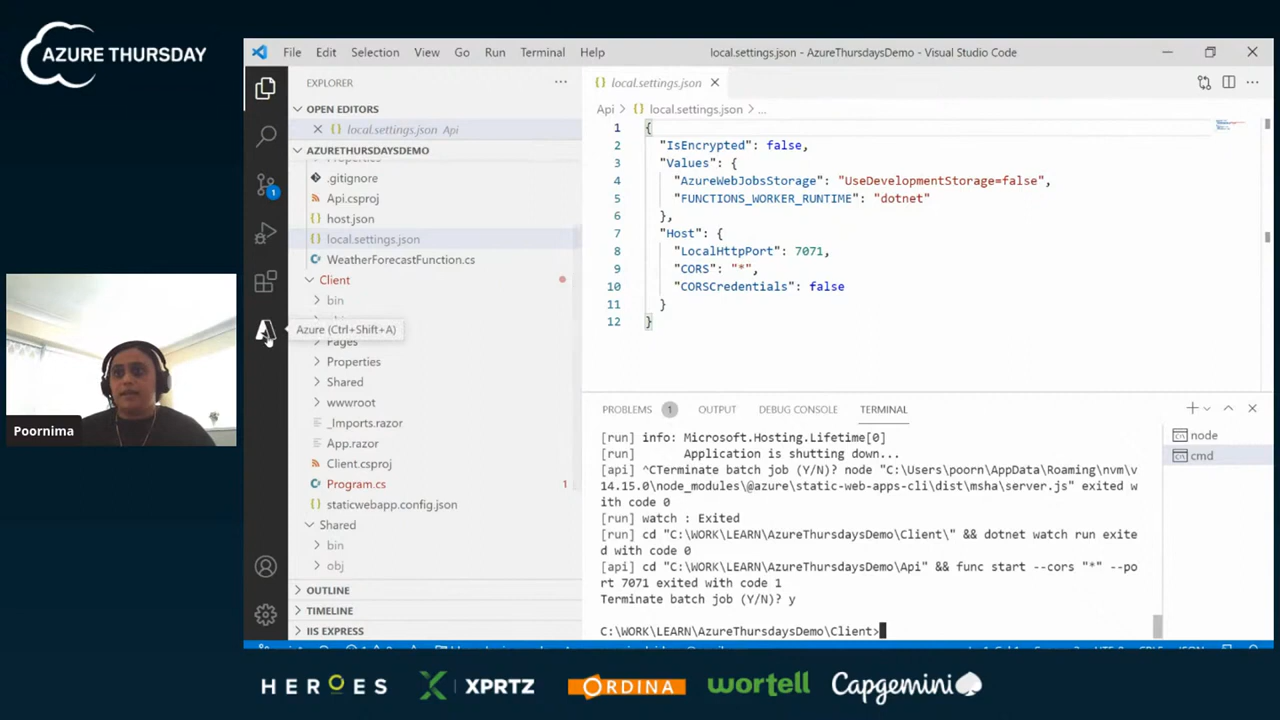 AZURE THURSDAY
File Edit Selection View Go Run Terminal Help
local.settings.json - AzureThursdaysDemo - Visual Studio Code
EXPLORER
OPEN EDITORS
local.settings.json Api
AZURETHURSDAYSDEMO
Properties
.gitignore
Api.csproj
host.json
local.settings.json
WeatherForecastFunction.cs
Client
bin
Azure (Ctrl+Shift+A)
Pages
Properties
Shared
wwwroot
_Imports.razor
App.razor
Client.csproj
Program.cs 1
staticwebapp.config.json
Shared
bin
obj
OUTLINE
TIMELINE
IIS EXPRESS
1
local.settings.json
Api > local.settings.json > ...
1 {
2 "IsEncrypted": false,
3 "Values": {
4 "AzureWebJobsStorage": "UseDevelopmentStorage=false",
5 "FUNCTIONS_WORKER_RUNTIME": "dotnet"
6 },
7 "Host": {
8 "LocalHttpPort": 7071,
9 "CORS": "*",
10 "CORSCredentials": false
11 }
12 }
PROBLEMS 1 OUTPUT DEBUG CONSOLE TERMINAL
[run] info: Microsoft.Hosting.Lifetime[0]
[run] Application is shutting down...
[api] ^CTerminate batch job (Y/N)? node "C:\Users\poorn\AppData\Roaming\nvm\v
14.15.0\node_modules\@azure\static-web-apps-cli\dist\msha\server.js" exited w
ith code 0
[run] watch : Exited
[run] cd "C:\WORK\LEARN\AzureThursdaysDemo\Client\" && dotnet watch run exite
d with code 0
[api] cd "C:\WORK\LEARN\AzureThursdaysDemo\Api" && func start --cors "*" --po
rt 7071 exited with code 1
Terminate batch job (Y/N)? y
C:\WORK\LEARN\AzureThursdaysDemo\Client>
node
cmd
Poornima
HEROES XPRTZ ORDINA wortell Capgemini